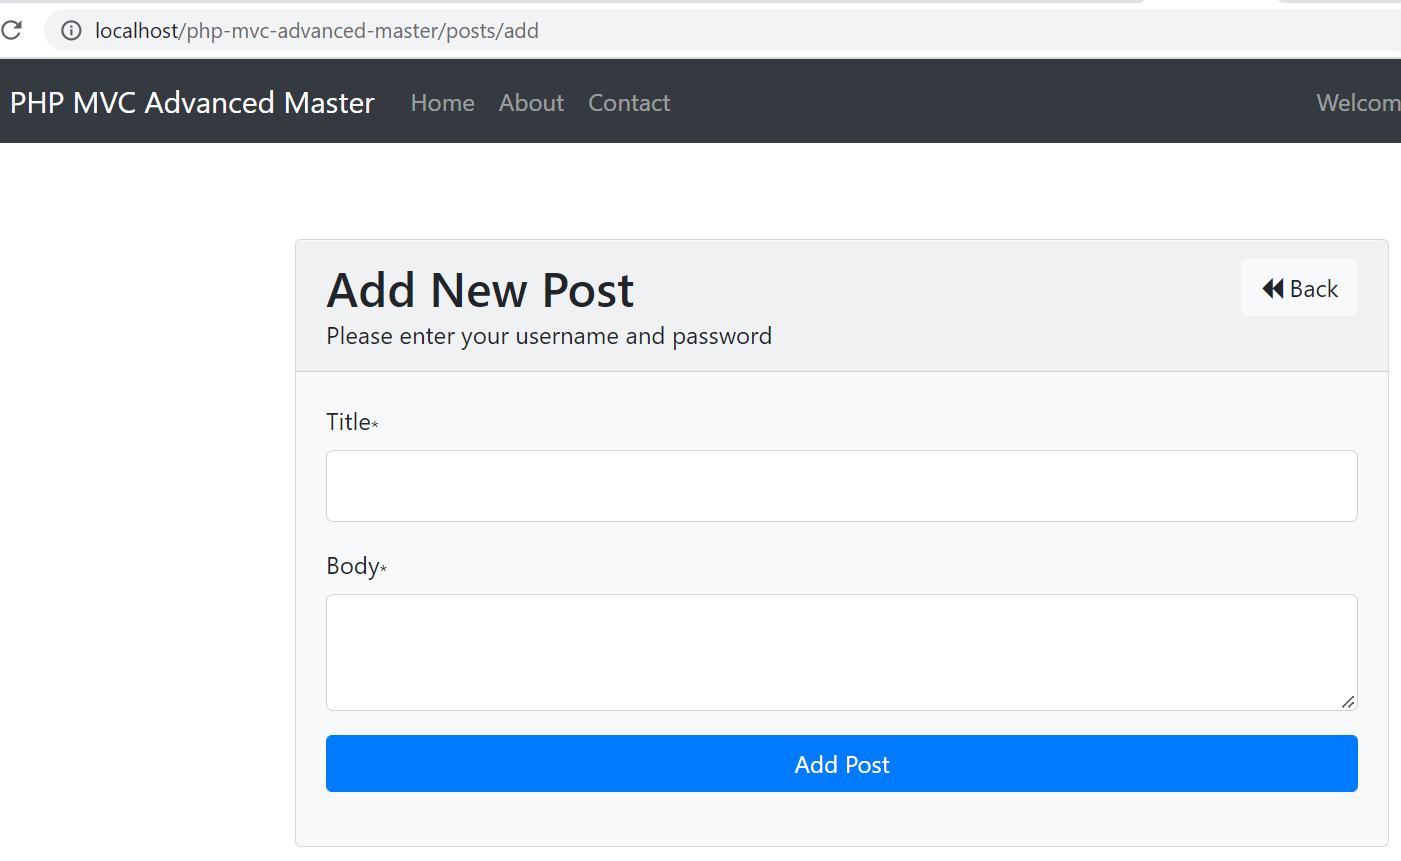 localhost/php-mvc-advanced-master/posts/add
PHP MVC Advanced Master Home About Contact Welcom
Add New Post
Back
Please enter your username and password
Title*
Body*
Add Post